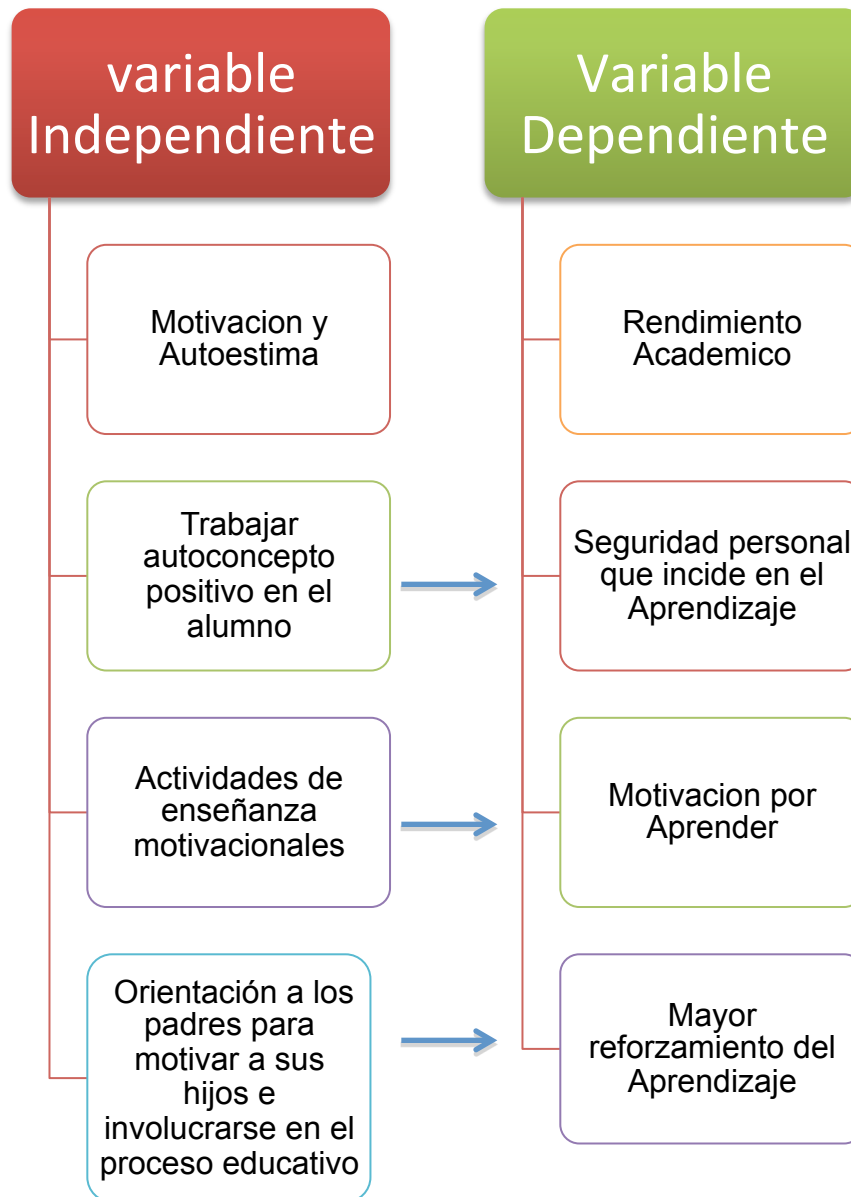 variable
Independiente
Motivacion y
Autoestima
Trabajar
autoconcepto
positivo en el
alumno
Actividades de
enseñanza
motivacionales
Orientación a los
padres para
motivar a sus
hijos e
involucrarse en el
proceso educativo
Variable
Dependiente
Rendimiento
Academico
Seguridad personal
que incide en el
Aprendizaje
Motivacion por
Aprender
Mayor
reforzamiento del
Aprendizaje